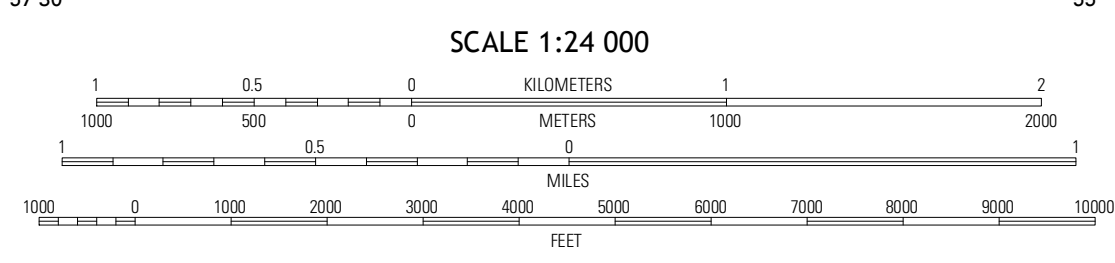 SCALE 1:24 000
1 0.5 0 KILOMETERS 1 2
1000 500 0 METERS 1000 2000
1 0.5 0 1
MILES
1000 0 1000 2000 3000 4000 5000 6000 7000 8000 9000 10000
FEET